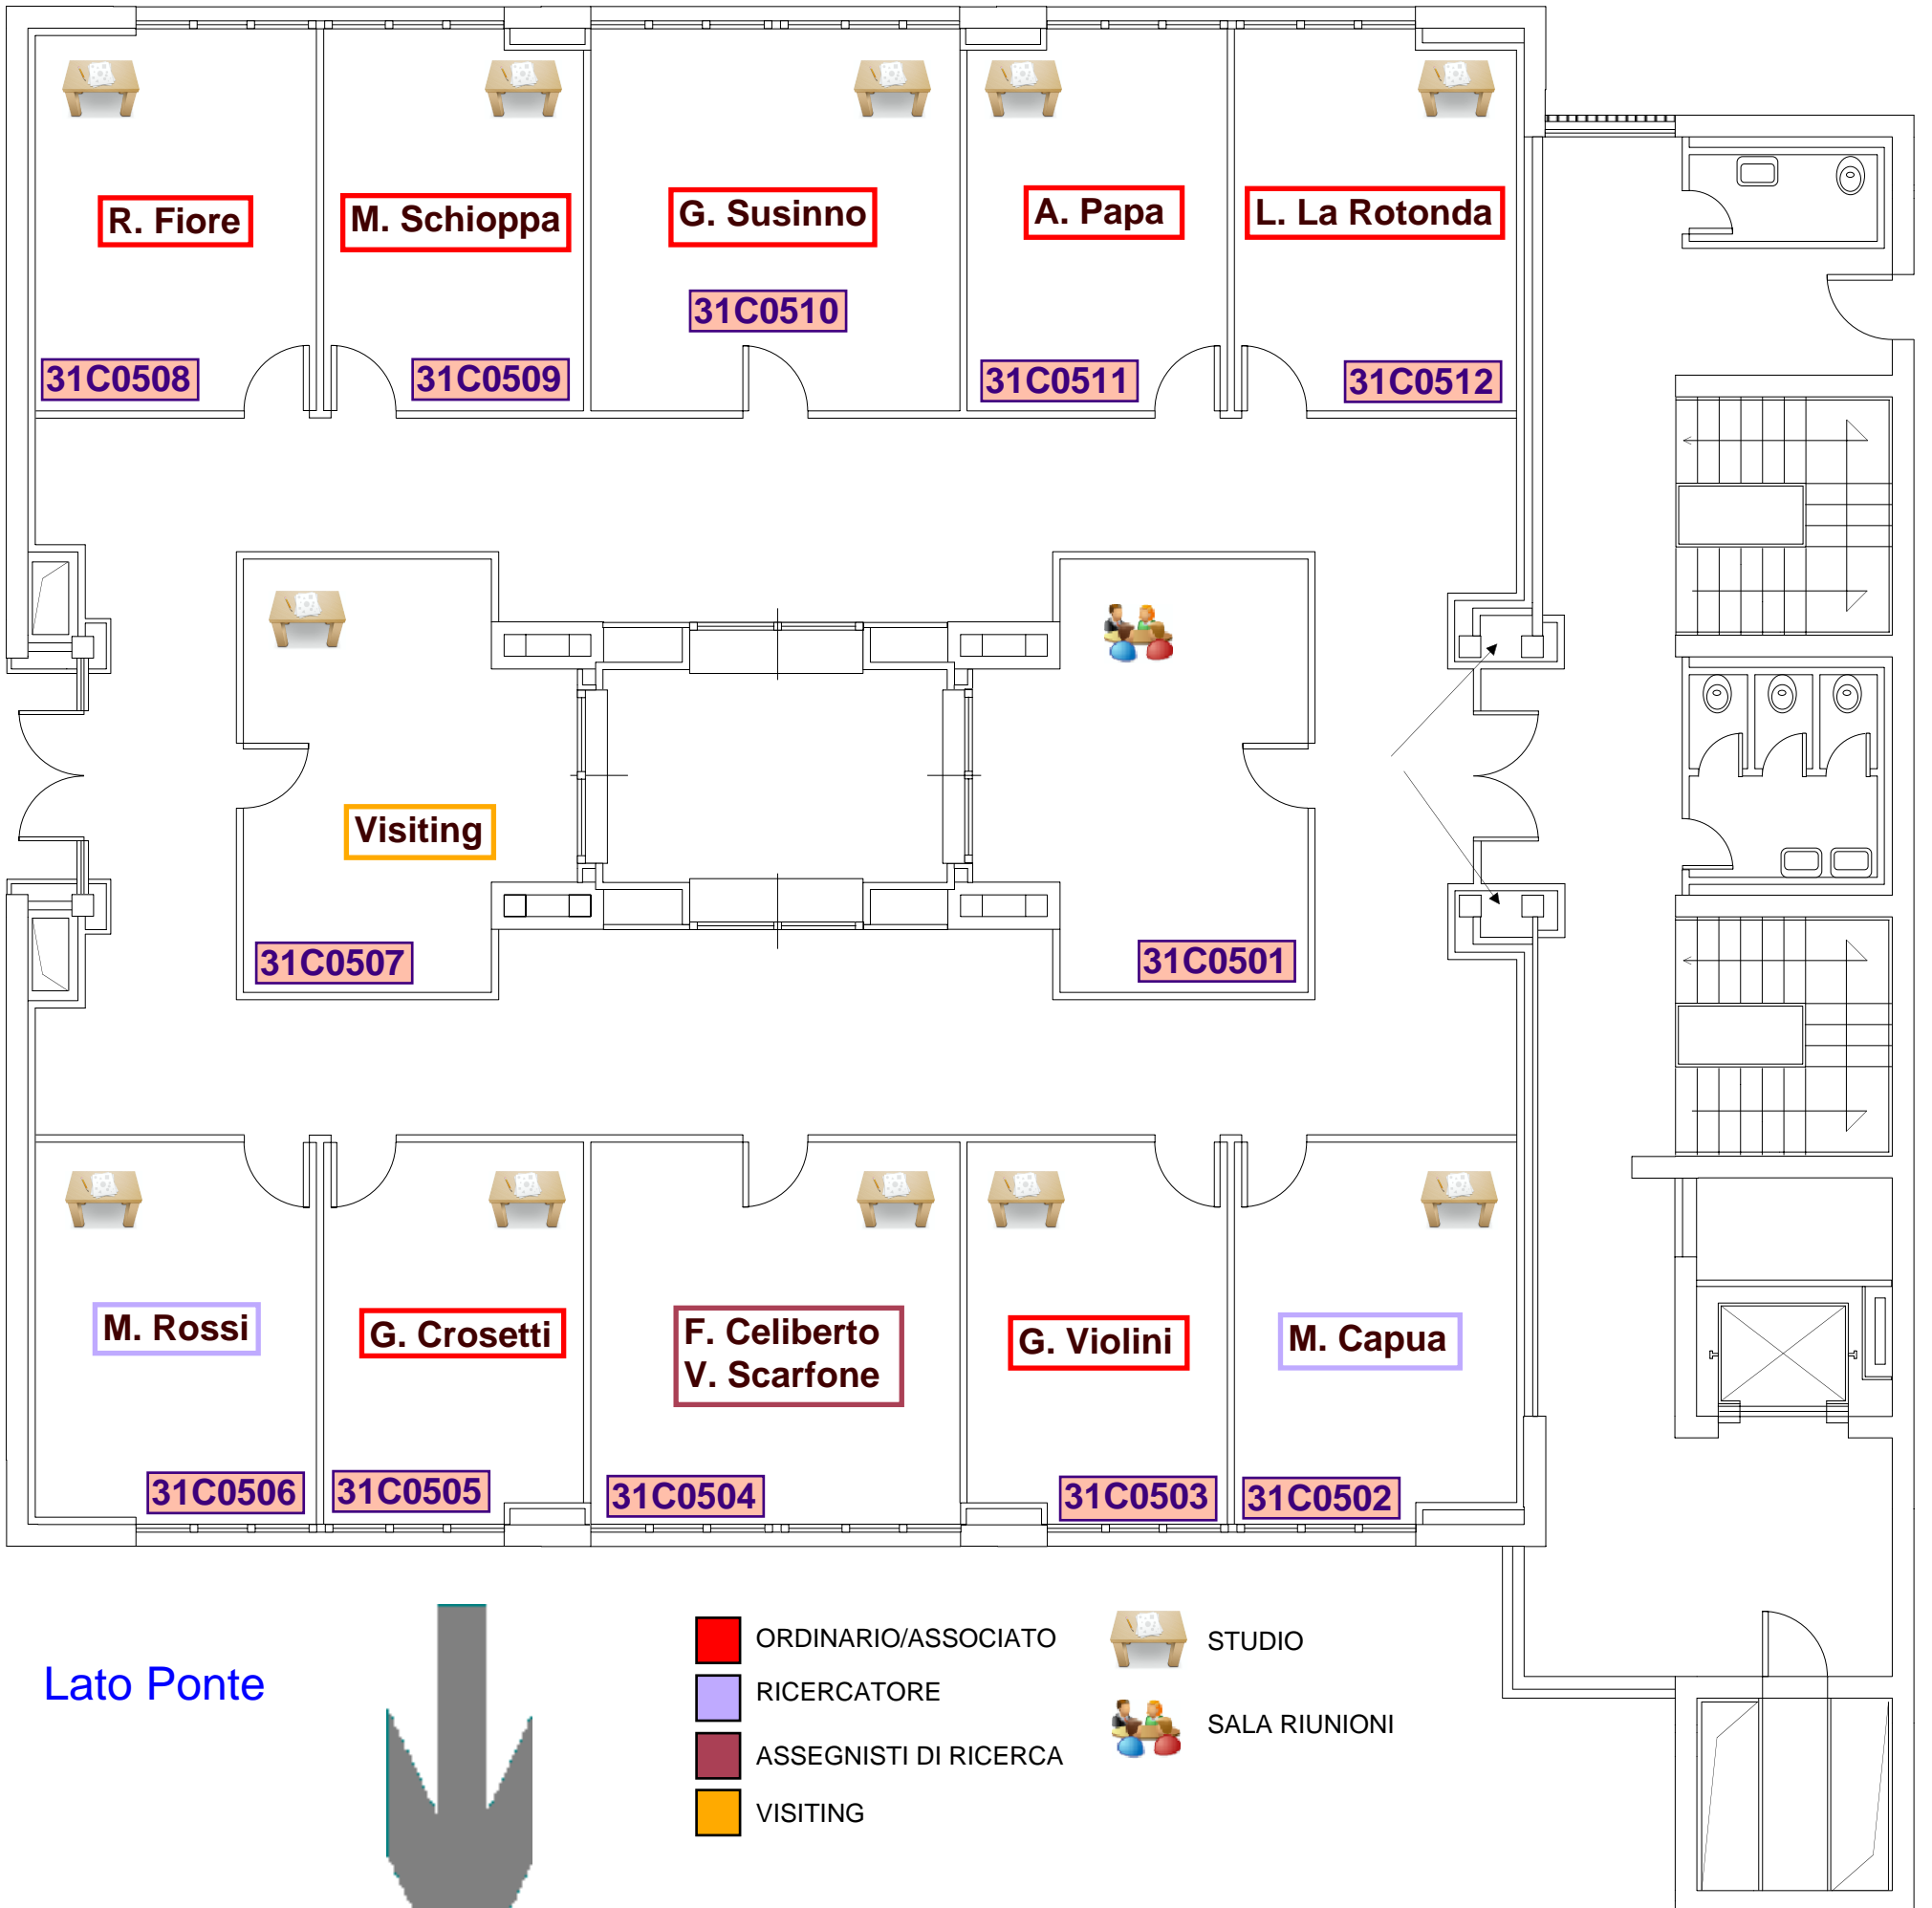 R. Fiore
M. Schioppa
G. Susinno
A. Papa
L. La Rotonda
31C0508
31C0509
31C0510
31C0511
31C0512
Visiting
31C0507
31C0501
M. Rossi
G. Crosetti
F. Celiberto
V. Scarfone
G. Violini
M. Capua
31C0506
31C0505
31C0504
31C0503
31C0502
Lato Ponte
ORDINARIO/ASSOCIATO
RICERCATORE
ASSEGNISTI DI RICERCA
VISITING
STUDIO
SALA RIUNIONI